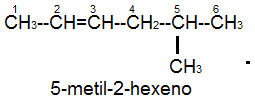 1 2 3 4 5 6
CH3--CH=CH--CH2--CH--CH3
CH3
5-metil-2-hexeno
.